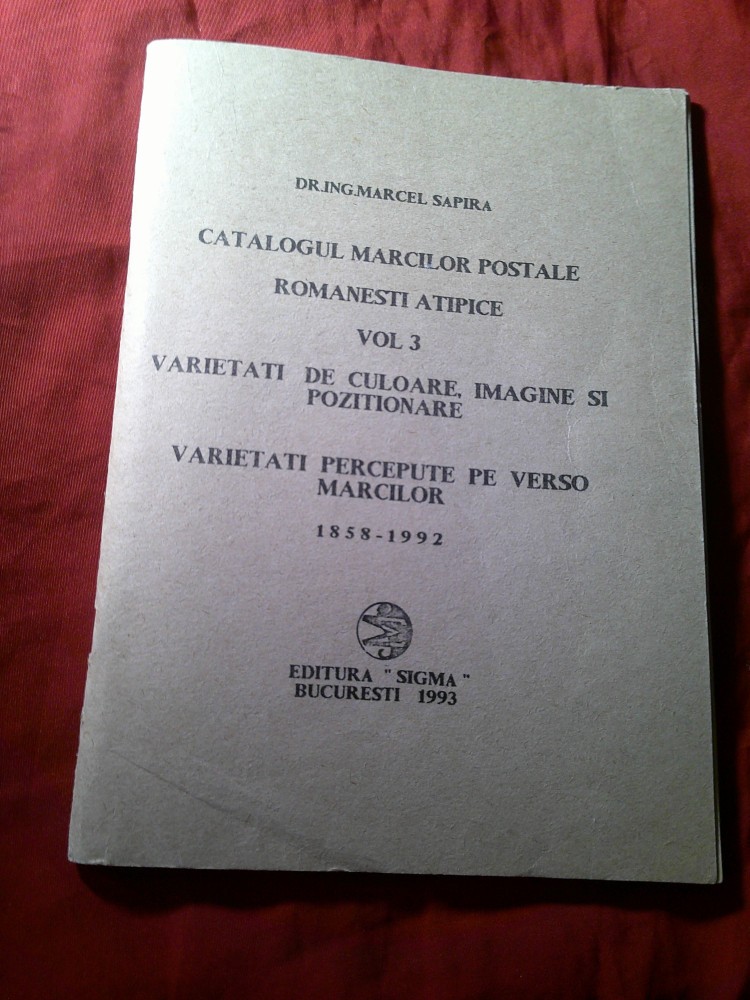 DR.ING.MARCEL SAPIRA
CATALOGUL MARCILOR POSTALE
ROMANESTI ATIPICE
VOL 3
VARIETATI DE CULOARE, IMAGINE SI
POZITIONARE
VARIETATI PERCEPUTE PE VERSO
MARCILOR
1858-1992
EDITURA "SIGMA"
BUCURESTI 1993